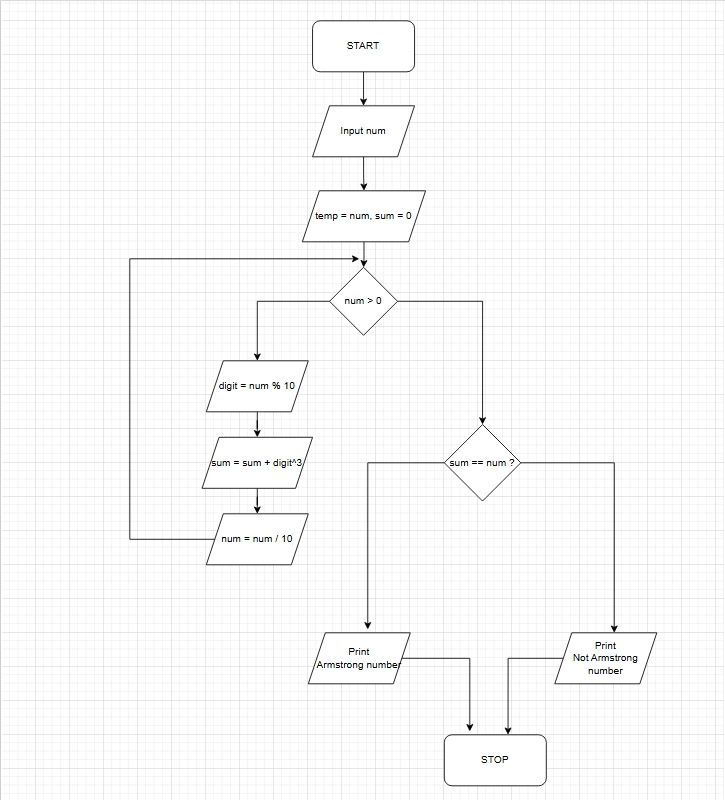 START
Input num
temp = num, sum = 0
num > 0
digit = num % 10
sum = sum + digit^3
num = num / 10
sum == num ?
Print
Armstrong number
Print
Not Armstrong
number
STOP